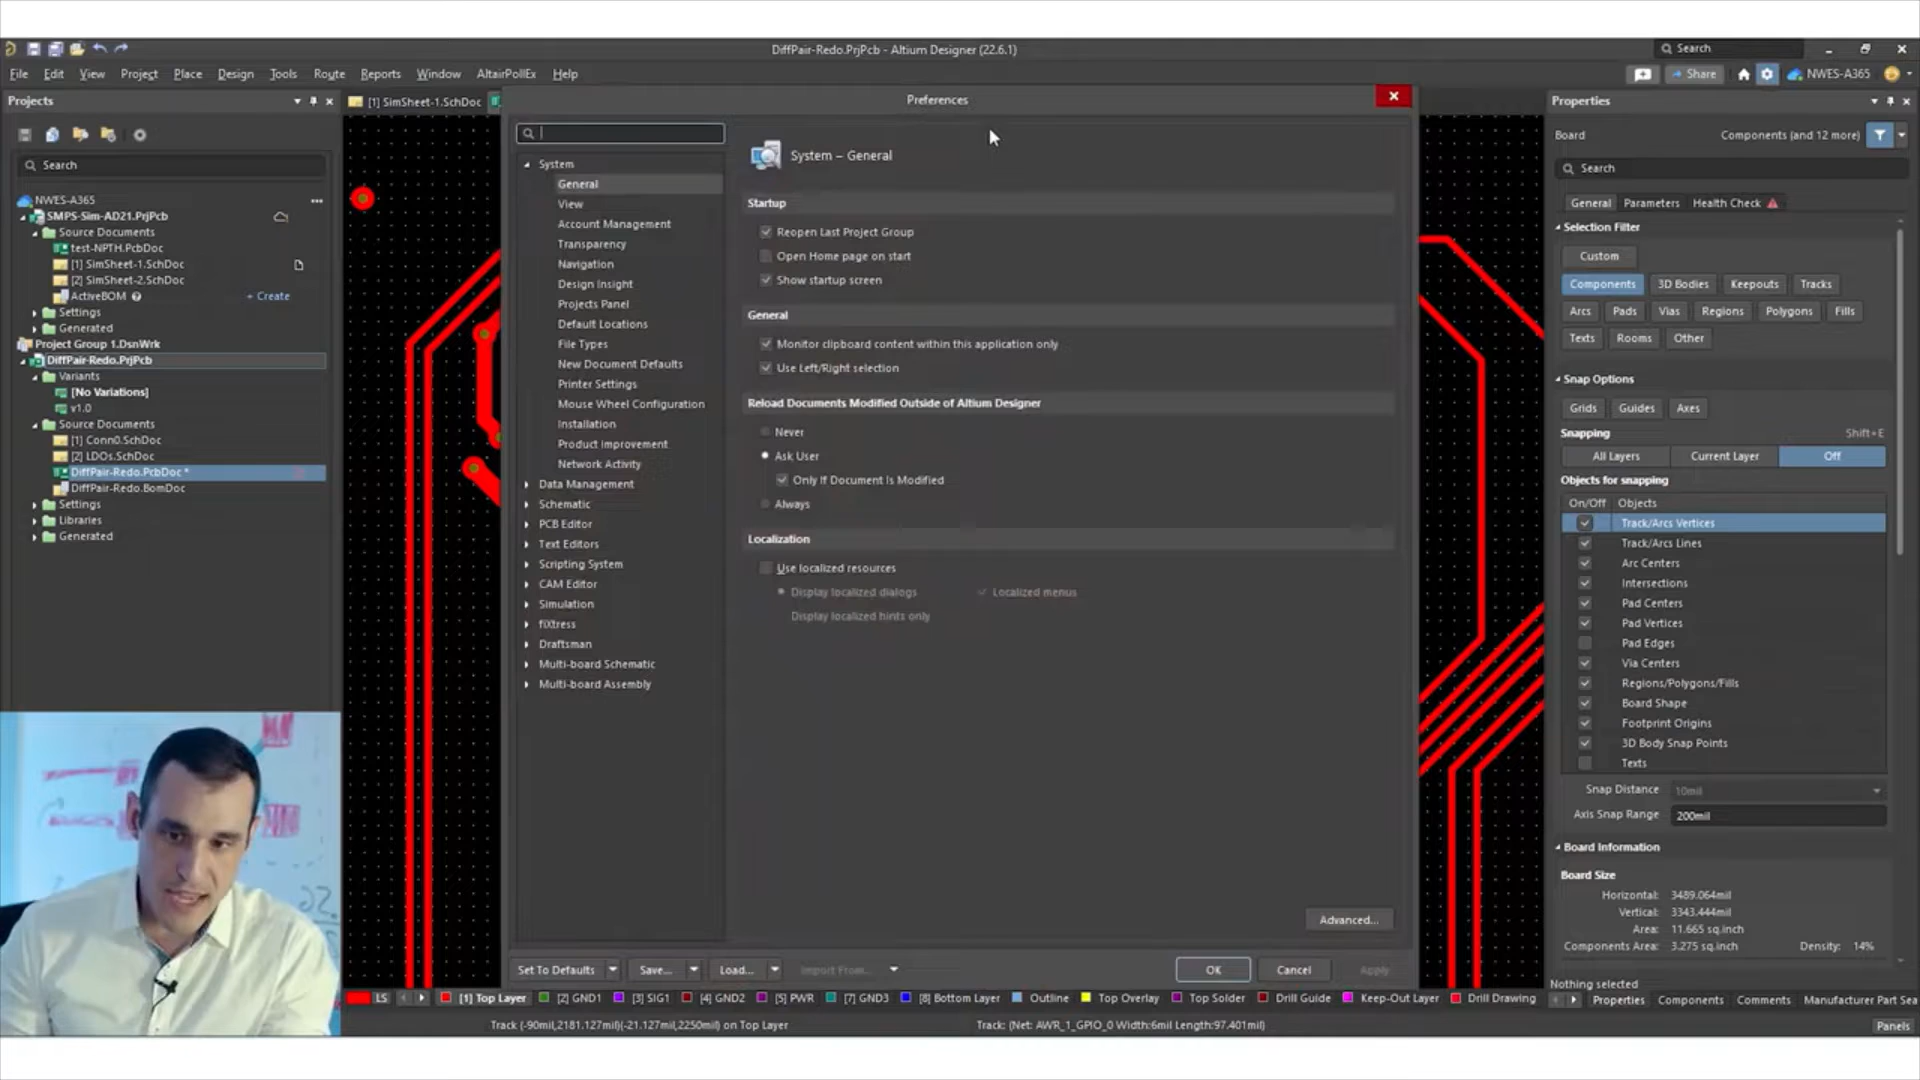 DiffPair-Redo.PrjPcb - Altium Designer (22.6.1)
Search
File Edit View Project Place Design Tools Route Reports Window AltairPollEx Help
Share
NWES-A365
Projects
[1] SimSheet-1.SchDoc
Search
NWES-A365
SMPS-Sim-AD21.PrjPcb
Source Documents
test-NPTH.PcbDoc
[1] SimSheet-1.SchDoc
[2] SimSheet-2.SchDoc
ActiveBOM
+ Create
Settings
Generated
Project Group 1.DsnWrk
DiffPair-Redo.PrjPcb
Variants
[No Variations]
v1.0
Source Documents
[1] Conn0.SchDoc
[2] LDOs.SchDoc
DiffPair-Redo.PcbDoc *
DiffPair-Redo.BomDoc
Settings
Libraries
Generated
Preferences
System
General
View
Account Management
Transparency
Navigation
Design Insight
Projects Panel
Default Locations
File Types
New Document Defaults
Printer Settings
Mouse Wheel Configuration
Installation
Product Improvement
Network Activity
Data Management
Schematic
PCB Editor
Text Editors
Scripting System
CAM Editor
Simulation
fiXtress
Draftsman
Multi-board Schematic
Multi-board Assembly
System – General
Startup
Reopen Last Project Group
Open Home page on start
Show startup screen
General
Monitor clipboard content within this application only
Use Left/Right selection
Reload Documents Modified Outside of Altium Designer
Never
Ask User
Only If Document Is Modified
Always
Localization
Use localized resources
Display localized dialogs
Localized menus
Display localized hints only
Advanced...
Set To Defaults
Save...
Load...
Import From...
OK
Cancel
Apply
Properties
Board
Components (and 12 more)
Search
General Parameters Health Check
Selection Filter
Custom
Components 3D Bodies Keepouts Tracks
Arcs Pads Vias Regions Polygons Fills
Texts Rooms Other
Snap Options
Grids Guides Axes
Snapping
Shift+E
All Layers Current Layer Off
Objects for snapping
On/Off Objects
Track/Arcs Vertices
Track/Arcs Lines
Arc Centers
Intersections
Pad Centers
Pad Vertices
Pad Edges
Via Centers
Regions/Polygons/Fills
Board Shape
Footprint Origins
3D Body Snap Points
Texts
Snap Distance 10mil
Axis Snap Range 200mil
Board Information
Board Size
Horizontal: 3489.064mil
Vertical: 3343.444mil
Area: 11.665 sq.inch
Components Area: 3.275 sq.inch Density: 14%
Nothing selected
LS [1] Top Layer [2] GND1 [3] SIG1 [4] GND2 [5] PWR [7] GND3 [8] Bottom Layer Outline Top Overlay Top Solder Drill Guide Keep-Out Layer Drill Drawing
Properties Components Comments Manufacturer Part Sea
Track (-90mil,2181.127mil)(-21.127mil,2250mil) on Top Layer
Track: (Net: AWR_1_GPIO_0 Width:6mil Length:97.401mil)
Panels